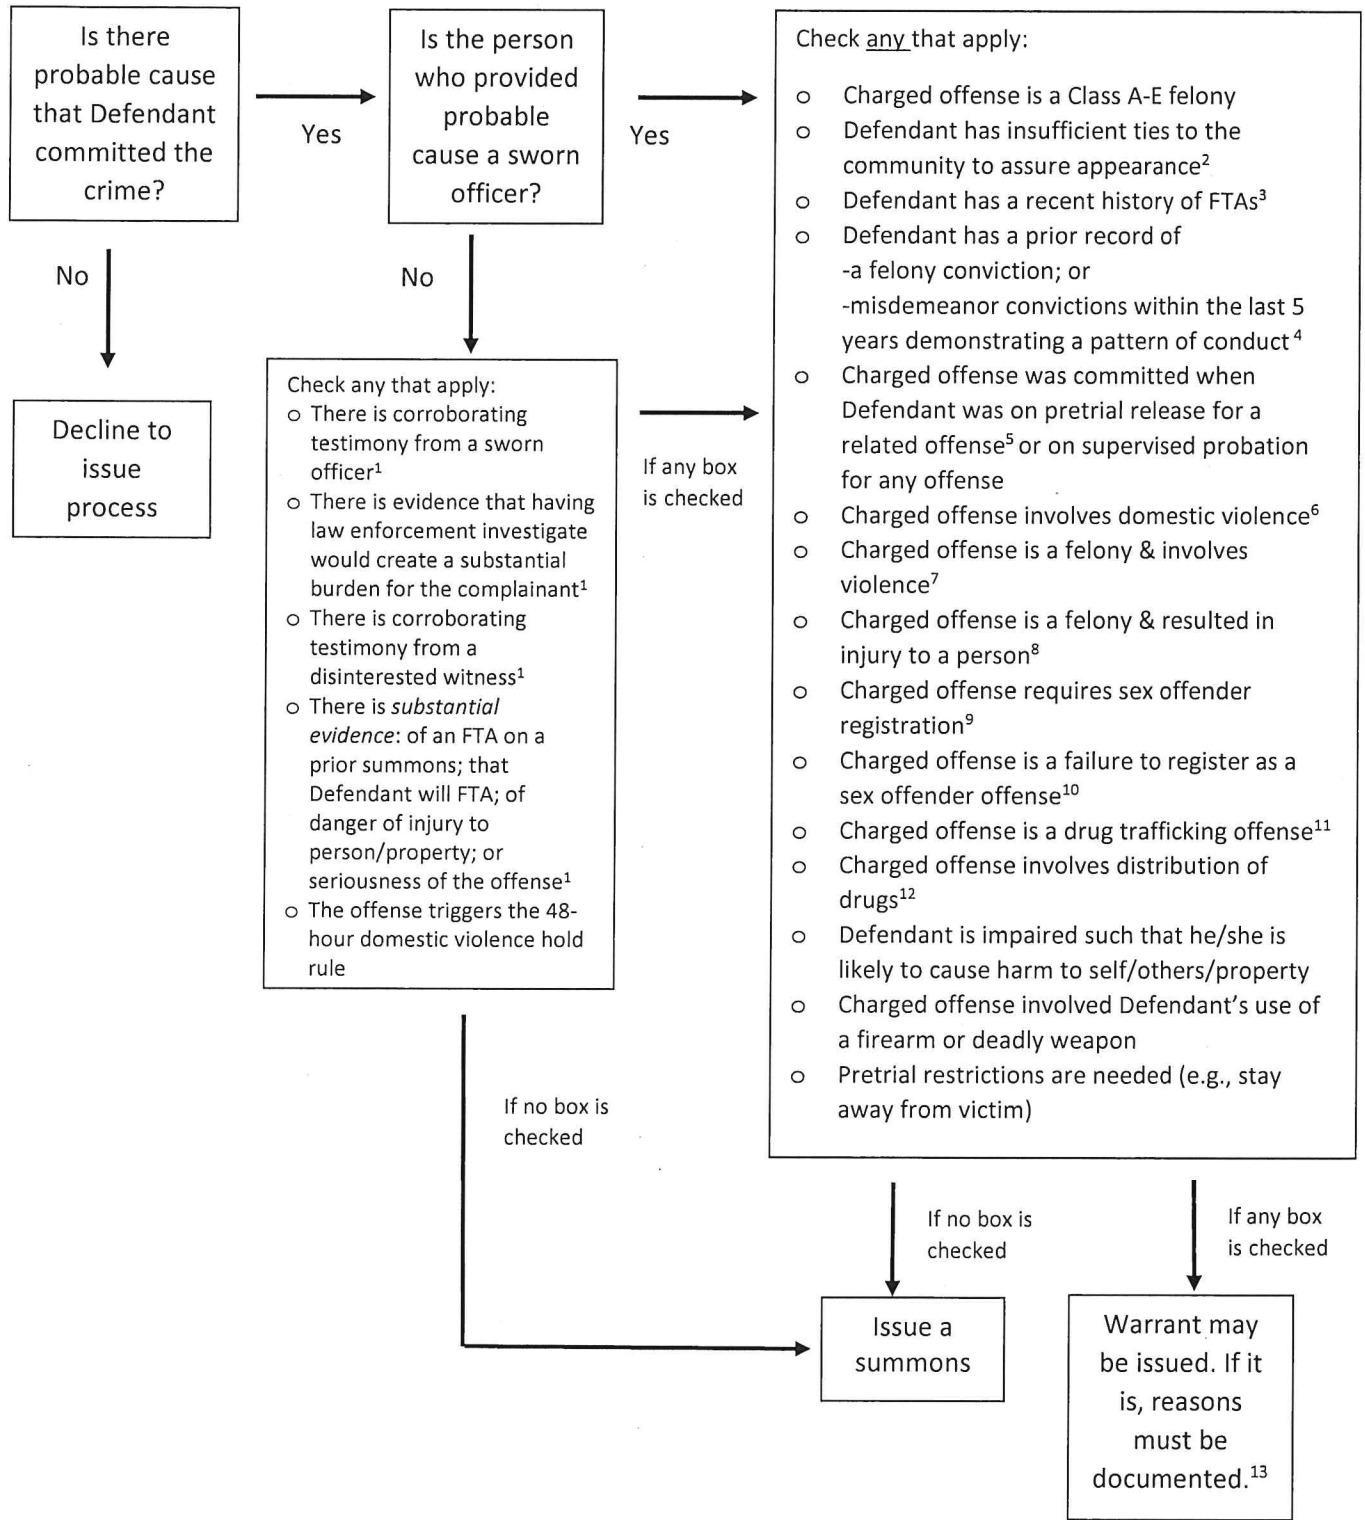 Is there
probable cause
that Defendant
committed the
crime?
Yes
No
Decline to
issue
process
Is the person
who provided
probable
cause a sworn
officer?
Yes
No
Check any that apply:
o There is corroborating
testimony from a sworn
officer¹
o There is evidence that having
law enforcement investigate
would create a substantial
burden for the complainant¹
o There is corroborating
testimony from a
disinterested witness¹
o There is substantial
evidence: of an FTA on a
prior summons; that
Defendant will FTA; of
danger of injury to
person/property; or
seriousness of the offense¹
o The offense triggers the 48-
hour domestic violence hold
rule
If any box
is checked
If no box is
checked
Check any that apply:
o Charged offense is a Class A-E felony
o Defendant has insufficient ties to the
community to assure appearance²
o Defendant has a recent history of FTAs³
o Defendant has a prior record of
-a felony conviction; or
-misdemeanor convictions within the last 5
years demonstrating a pattern of conduct ⁴
o Charged offense was committed when
Defendant was on pretrial release for a
related offense⁵ or on supervised probation
for any offense
o Charged offense involves domestic violence⁶
o Charged offense is a felony & involves
violence⁷
o Charged offense is a felony & resulted in
injury to a person⁸
o Charged offense requires sex offender
registration⁹
o Charged offense is a failure to register as a
sex offender offense¹⁰
o Charged offense is a drug trafficking offense¹¹
o Charged offense involves distribution of
drugs¹²
o Defendant is impaired such that he/she is
likely to cause harm to self/others/property
o Charged offense involved Defendant's use of
a firearm or deadly weapon
o Pretrial restrictions are needed (e.g., stay
away from victim)
If no box is
checked
If any box
is checked
Issue a
summons
Warrant may
be issued. If it
is, reasons
must be
documented.¹³